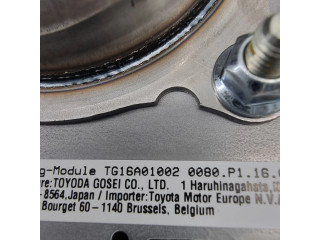 g-Module TG16A01002 0080.P1.16.
re:TOYODA GOSEI CO., LTD. 1 Haruhinagahata,
- 8564,Japan / Importer:Toyota Motor Europe N.V./
Bourget 60 - 1140 Brussels, Belgium